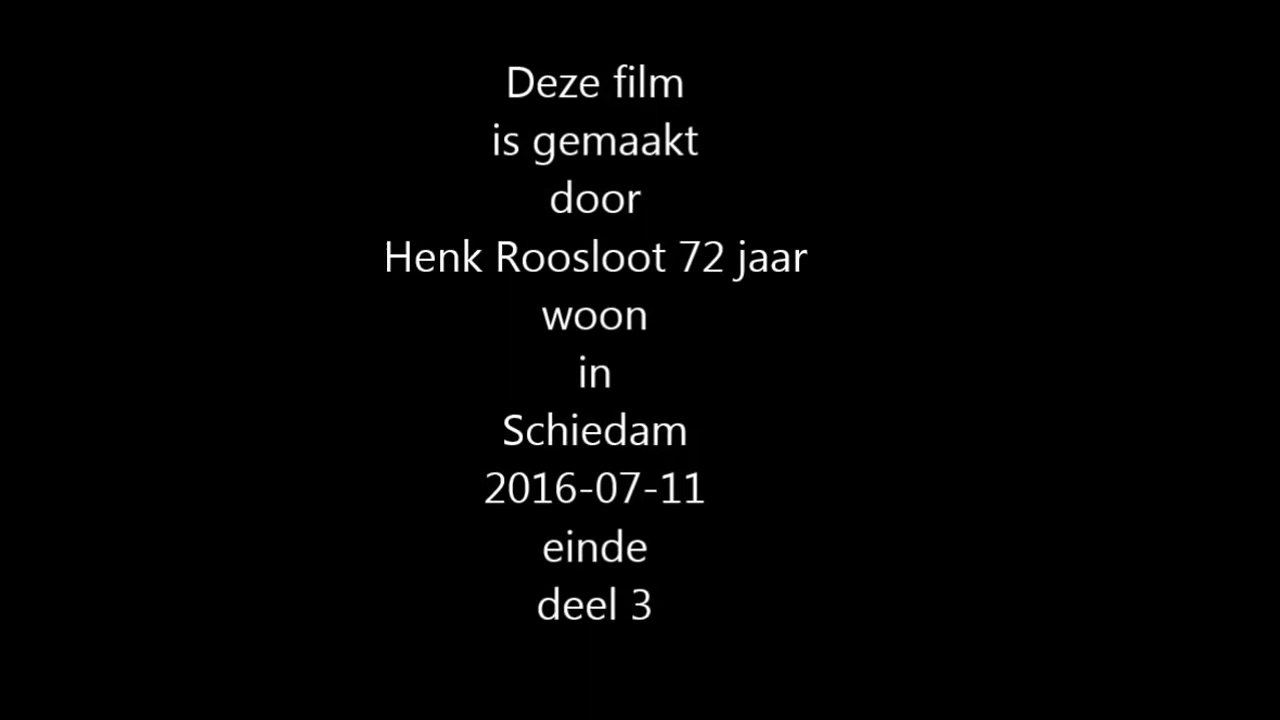 Deze film
is gemaakt
door
Henk Roosloot 72 jaar
woon
in
Schiedam
2016-07-11
einde
deel 3